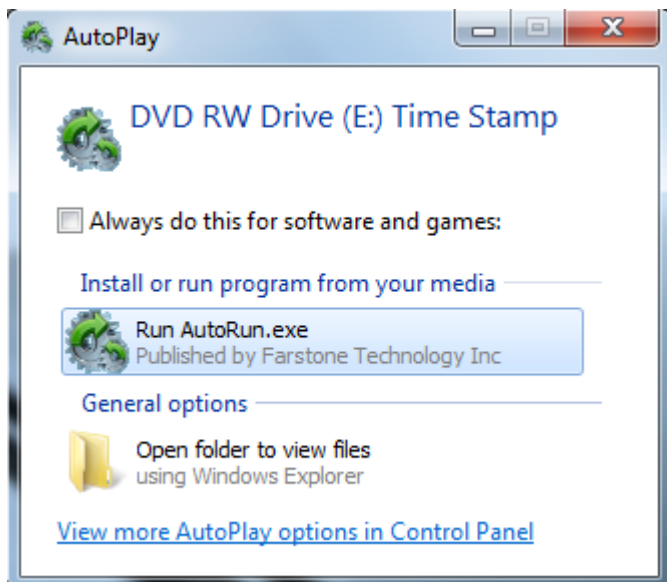 AutoPlay
DVD RW Drive (E:) Time Stamp
Always do this for software and games:
Install or run program from your media
Run AutoRun.exe
Published by Farstone Technology Inc
General options
Open folder to view files
using Windows Explorer
View more AutoPlay options in Control Panel